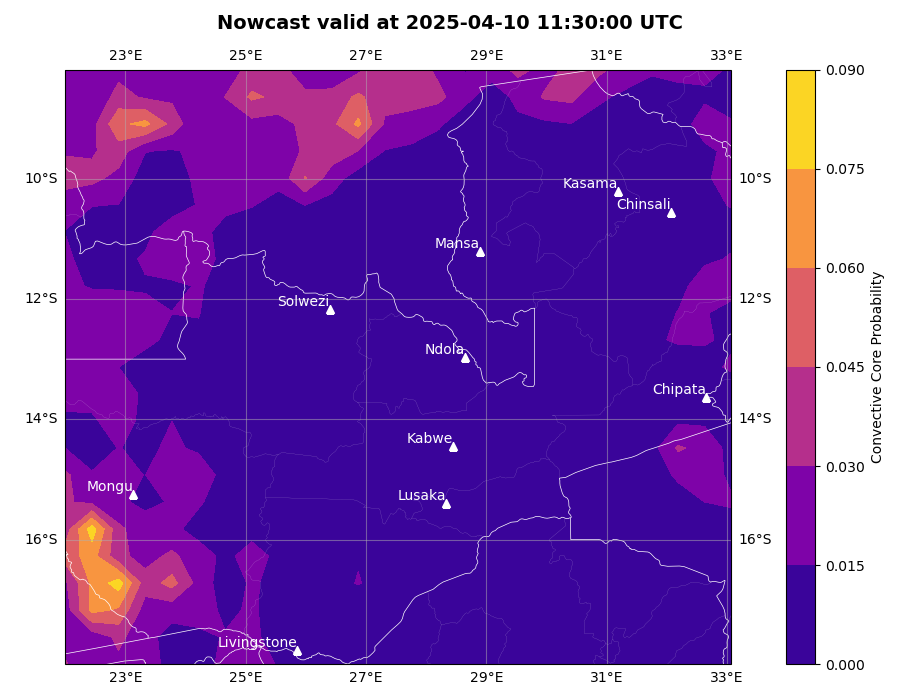 Nowcast valid at 2025-04-10 11:30:00 UTC
23°E 25°E 27°E 29°E 31°E 33°E
0.090
0.075
10°S 10°S
Kasama
Chinsali
Mansa
0.060
12°S 12°S
Solwezi
Ndola
0.045
Chipata
14°S 14°S
Kabwe
0.030
Mongu
Lusaka
16°S 16°S
0.015
Livingstone
0.000
23°E 25°E 27°E 29°E 31°E 33°E
Convective Core Probability